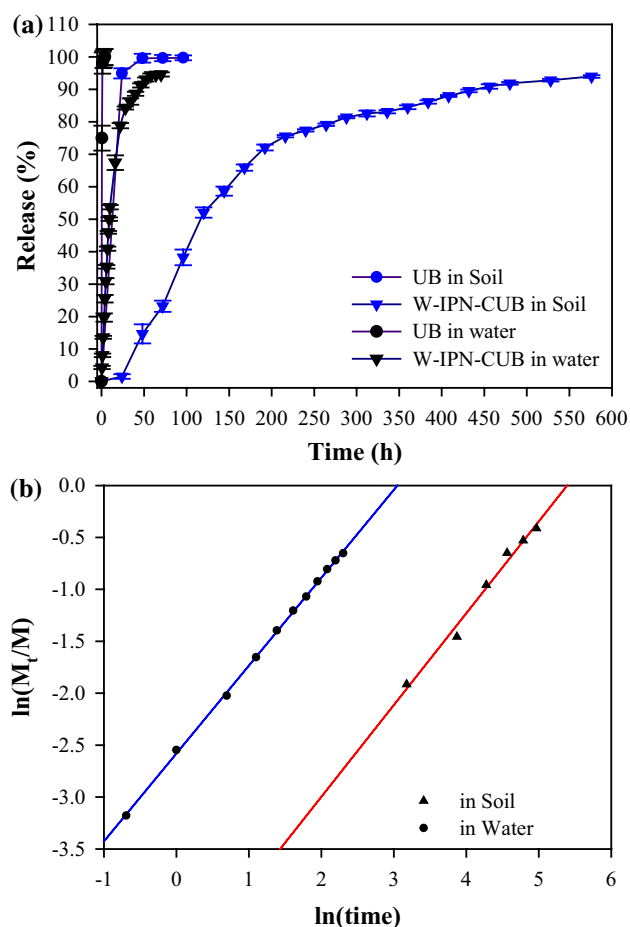 (a)
110
100
90
80
70
60
50
40
30
20
10
0
Release (%)
UB in Soil
W-IPN-CUB in Soil
UB in water
W-IPN-CUB in water
0 50 100 150 200 250 300 350 400 450 500 550 600
Time (h)
(b)
0.0
-0.5
-1.0
-1.5
-2.0
-2.5
-3.0
-3.5
ln(Mt/M)
in Soil
in Water
-1 0 1 2 3 4 5 6
ln(time)